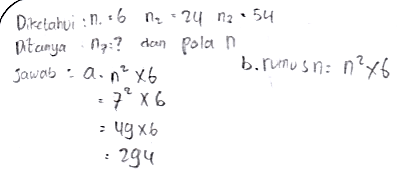 Diketahui : n₁ = 6 n₂ = 24 n₂ = 54
Ditanya n₇ = ? dan pola n
Jawab = a. n² × 6
= 7² × 6
= 49 × 6
= 294
b. rumus n = n² × 6